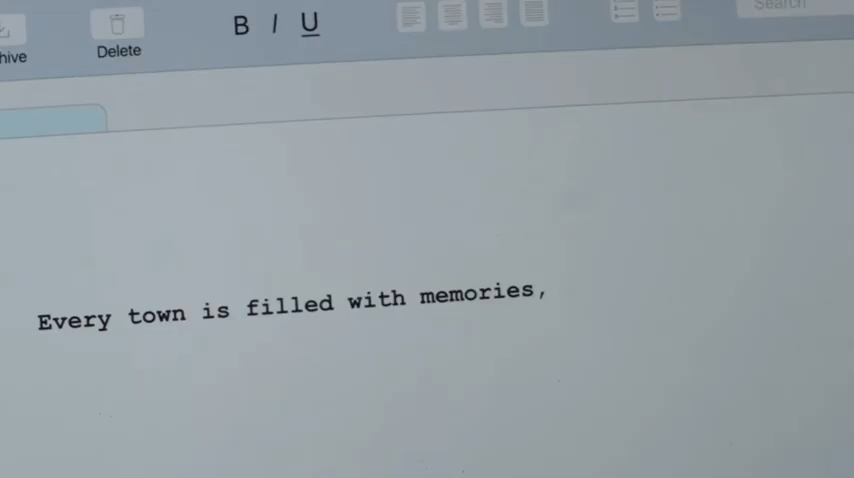 Search
B I U
hive
Delete
Every town is filled with memories,